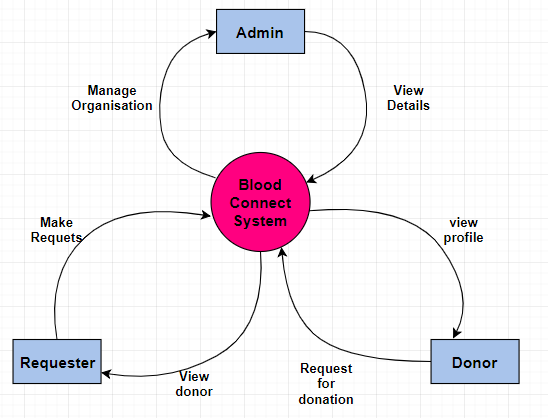 Admin
Manage
Organisation
View
Details
Blood
Connect
System
Make
Requets
view
profile
Requester
View
donor
Request
for
donation
Donor